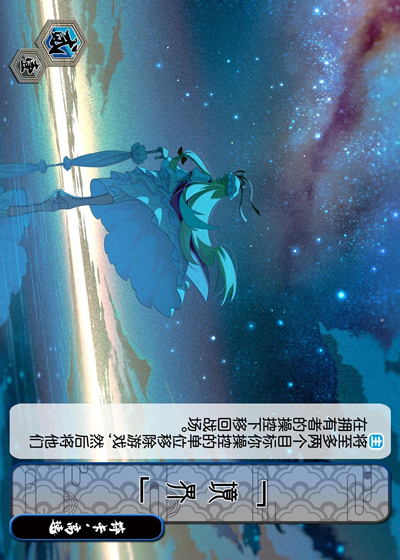 符卡·高速
「境界」
主 将至多两个目标你操控的单位移除游戏，然后将他们
在拥有者的操控下移回战场。